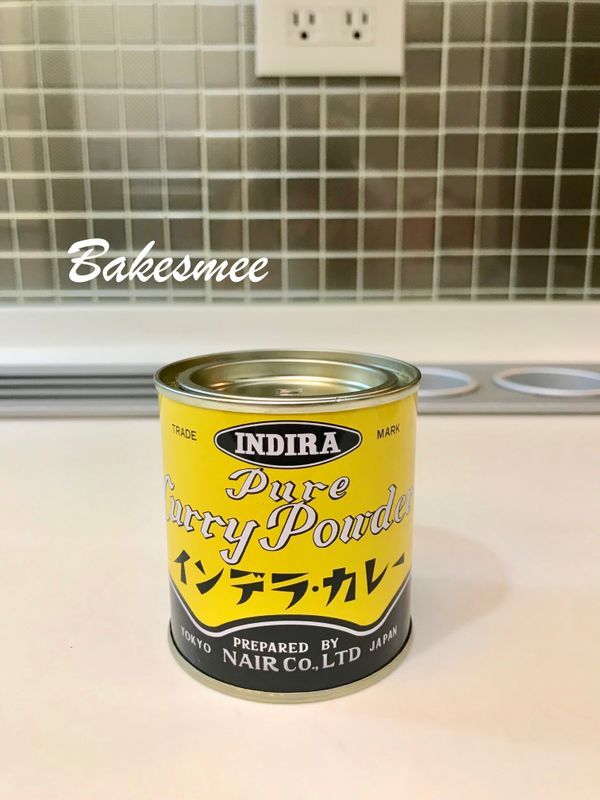 Bakesmee
TRADE INDIRA MARK
Pure
Curry Powder
インデラ・カレー
TOKYO PREPARED BY JAPAN
NAIR CO., LTD